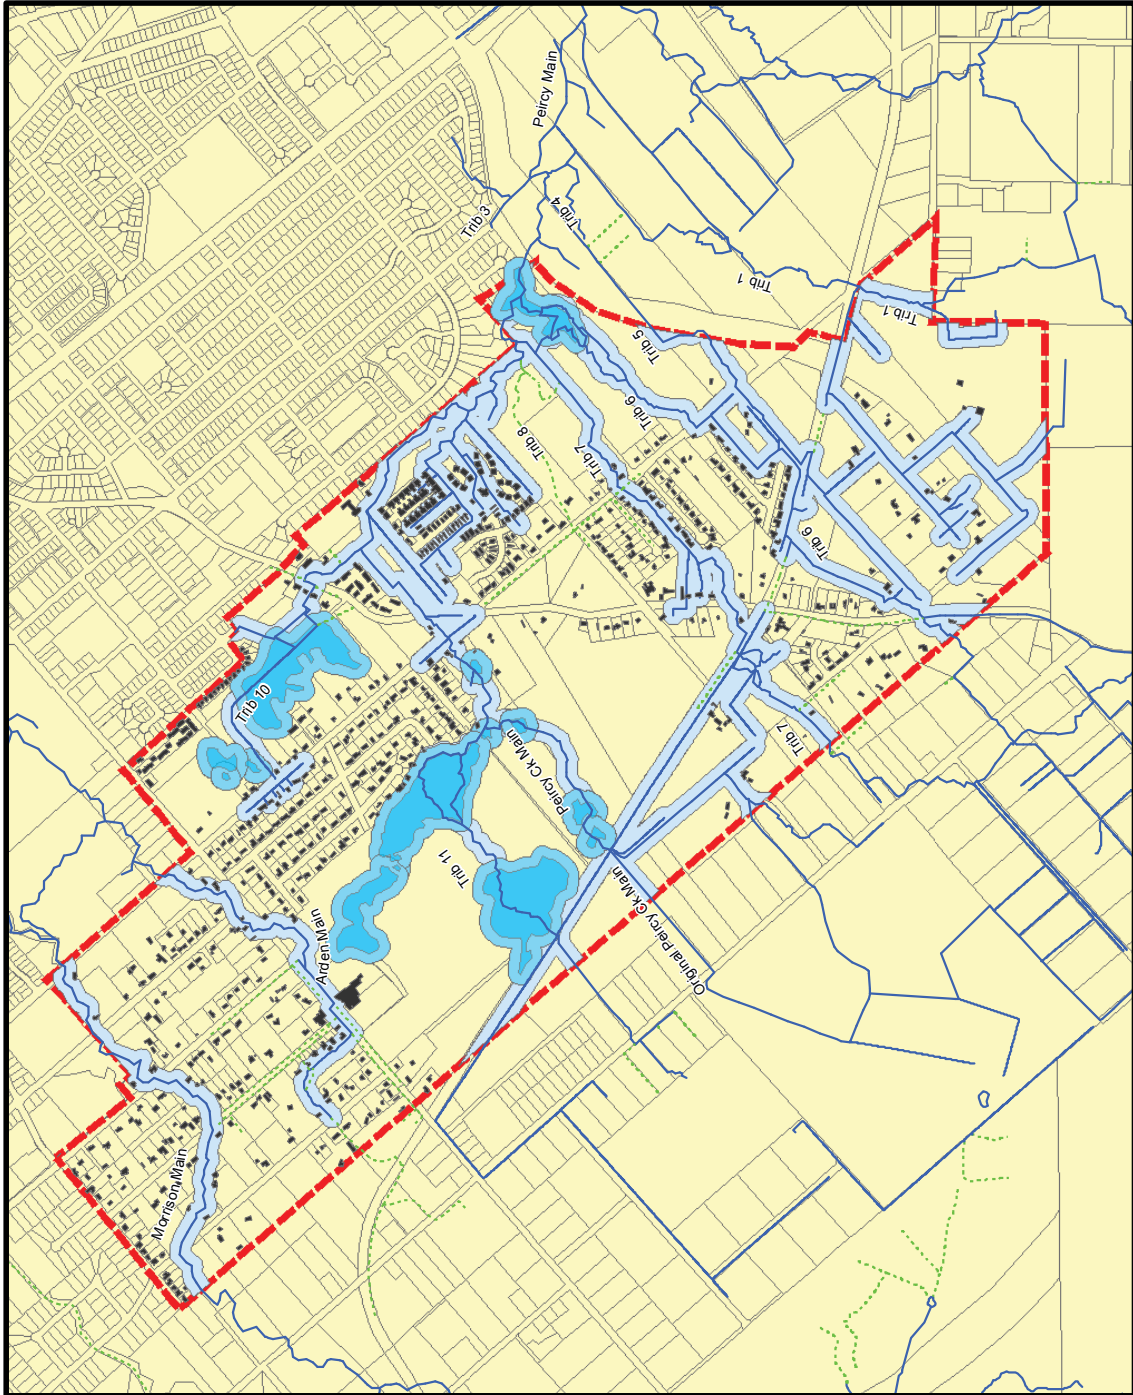 Peircy Main
Trib 3
Trib 4
Trib 1
Trib 1
Trib 5
Trib 6
Trib 8
Trib 7
Trib 6
Trib 10
Peircy Ck Main
Trib 7
Trib 11
Original Peircy Ck Main
Arden Main
Morrison Main